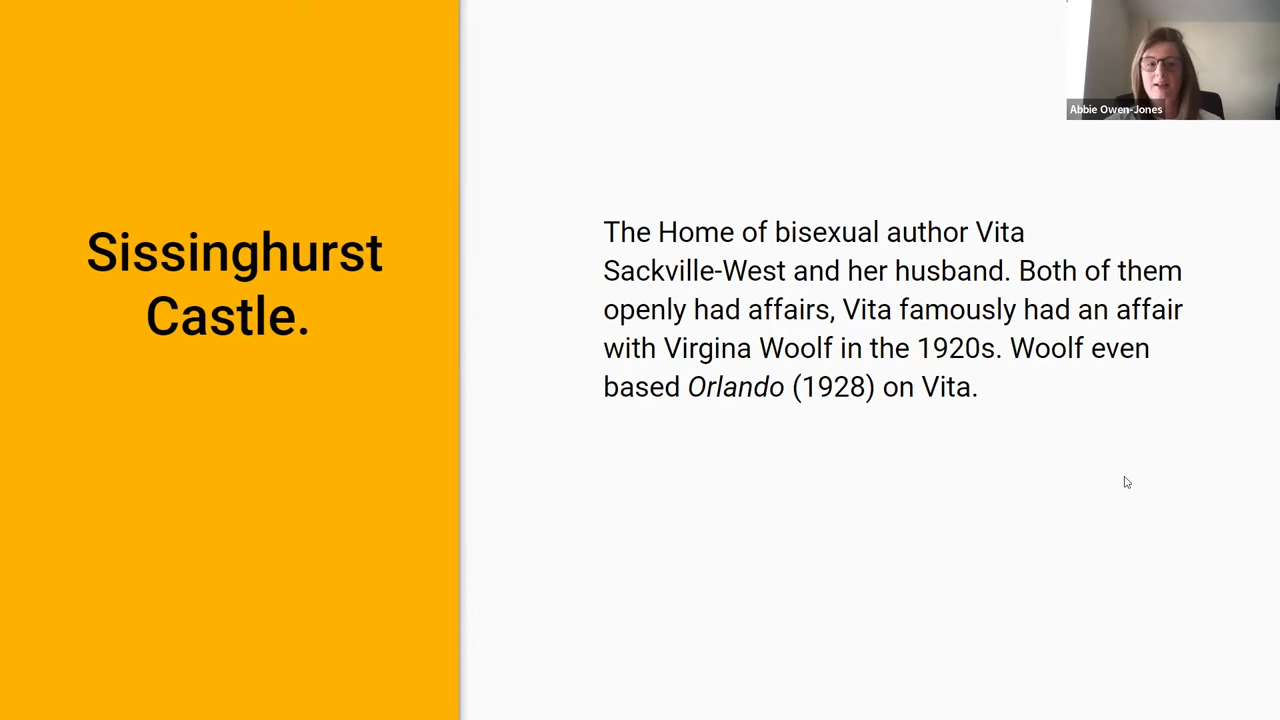 Sissinghurst
Castle.
The Home of bisexual author Vita
Sackville-West and her husband. Both of them
openly had affairs, Vita famously had an affair
with Virgina Woolf in the 1920s. Woolf even
based Orlando (1928) on Vita.
Abbie Owen-Jones